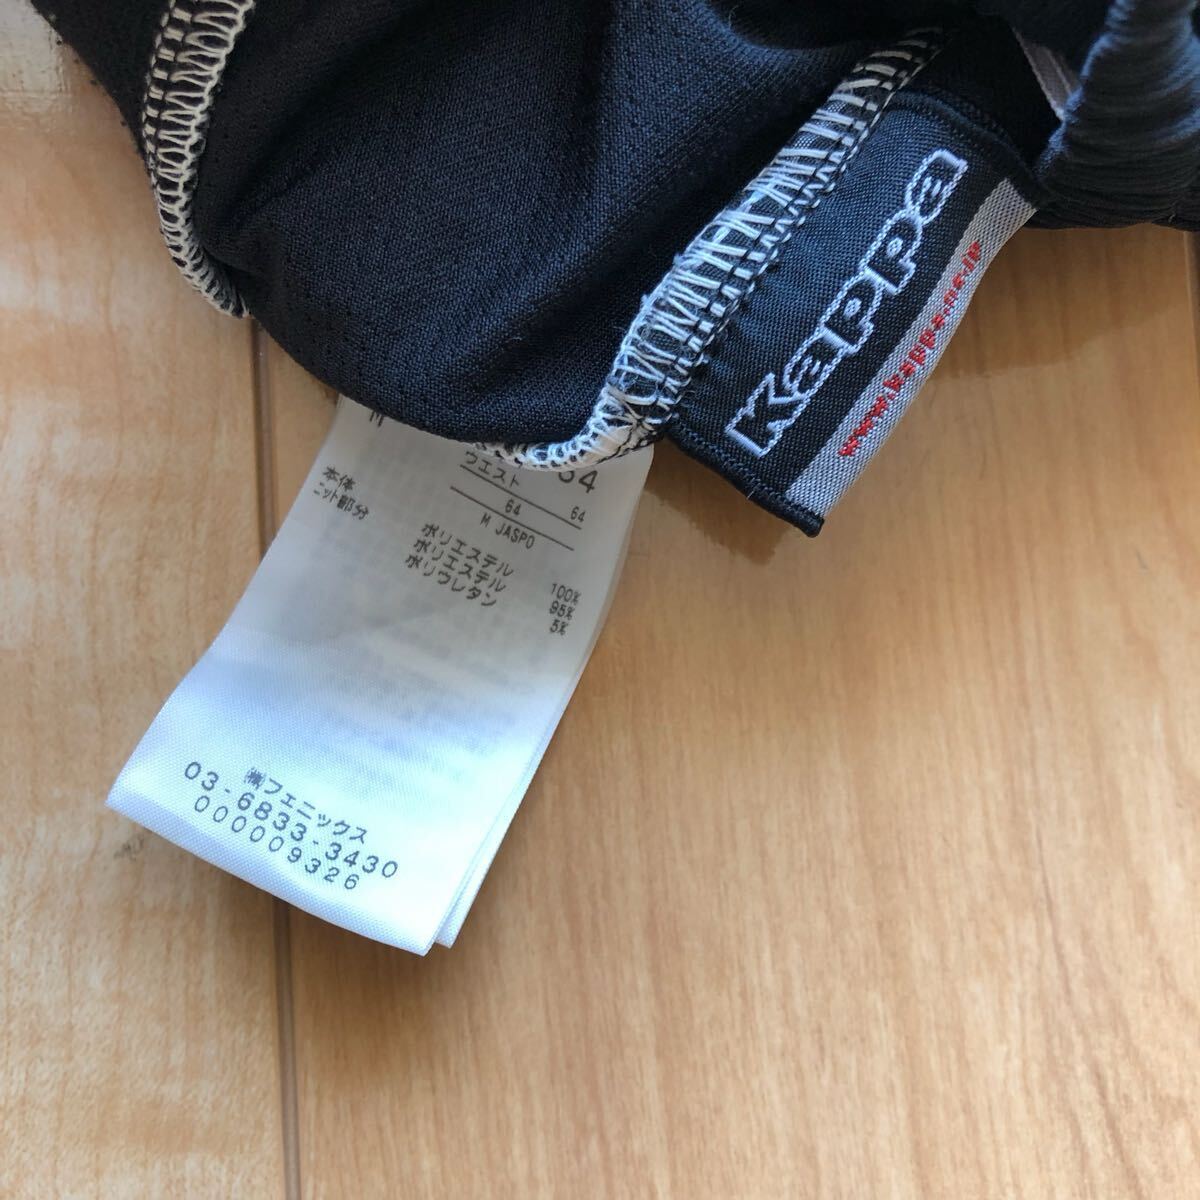 Kappa
www.kappa.ne.jp
M
64
ウエスト
64 64
M JASPO
本体 ポリエステル 100%
ニット部分 ポリエステル 95%
ポリウレタン 5%
㈱フェニックス
03-6833-3430
000009326